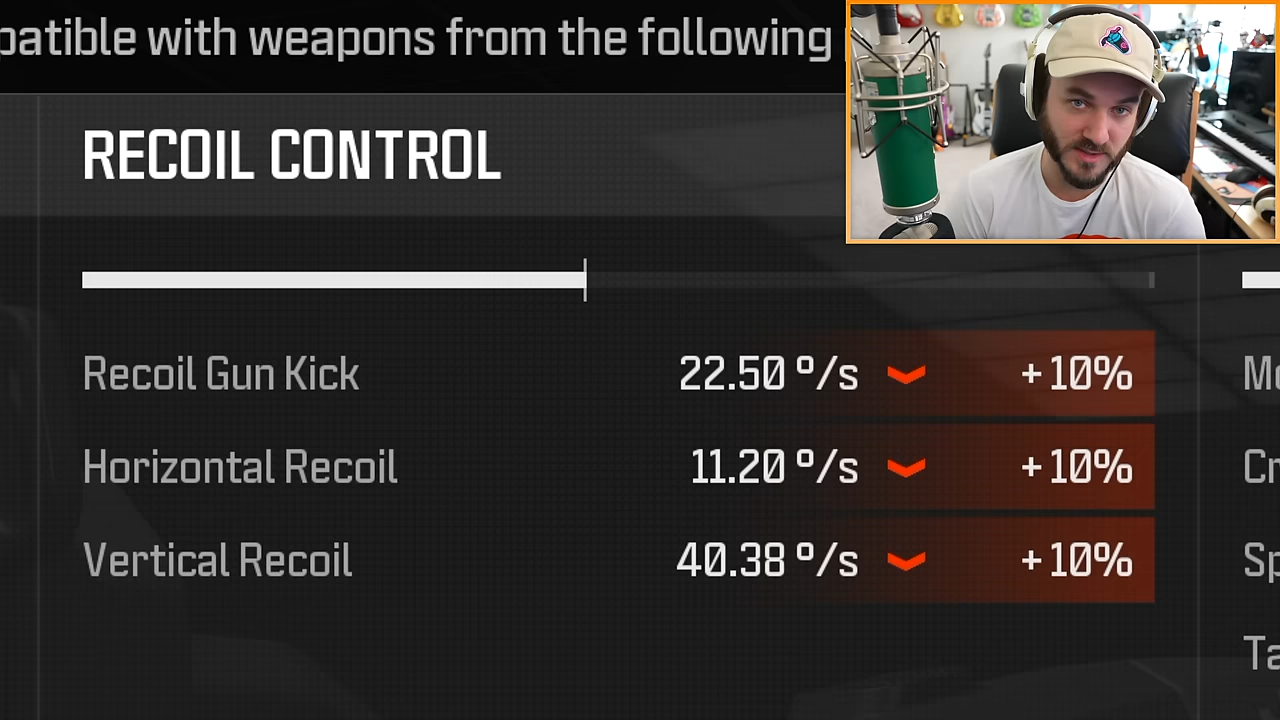 patible with weapons from the following
RECOIL CONTROL
Recoil Gun Kick 22.50 º/s +10%
Horizontal Recoil 11.20 º/s +10%
Vertical Recoil 40.38 º/s +10%